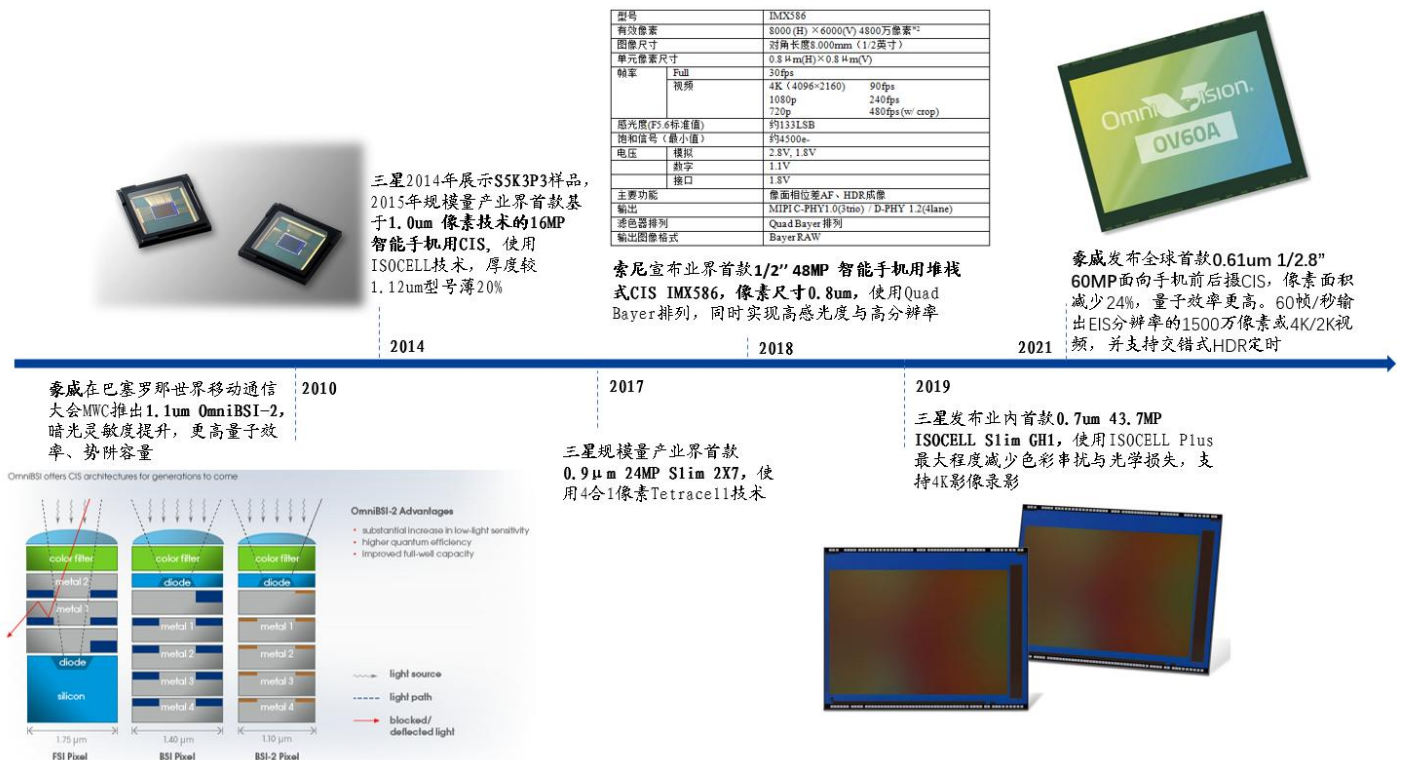 型号 IMX586
有效像素 8000 (H) ×6000(V) 4800万像素*2
图像尺寸 对角长度8.000mm（1/2英寸）
单元像素尺寸 0.8μm(H)×0.8μm(V)
帧率 Full 30fps
视频 4K（4096×2160） 90fps
1080p 240fps
720p 480fps(w/ crop)
感光度(F5.6标准值) 约133LSB
饱和信号（最小值） 约4500e-
电压 模拟 2.8V, 1.8V
数字 1.1V
接口 1.8V
主要功能 像面相位差AF、HDR成像
输出 MIPI C-PHY1.0(3trio) / D-PHY 1.2(4lane)
滤色器排列 Quad Bayer排列
输出图像格式 Bayer RAW
OmniVision.
OV60A
三星2014年展示S5K3P3样品，
2015年规模量产业界首款基
于1.0um 像素技术的16MP
智能手机用CIS，使用
ISOCELL技术，厚度较
1.12um型号薄20%
索尼宣布业界首款1/2″ 48MP 智能手机用堆栈
式CIS IMX586，像素尺寸0.8um，使用Quad
Bayer排列，同时实现高感光度与高分辨率
豪威发布全球首款0.61um 1/2.8”
60MP面向手机前后摄CIS，像素面积
减少24%，量子效率更高。60帧/秒输
出EIS分辨率的1500万像素或4K/2K视
频，并支持交错式HDR定时
2014
2018
2021
2010
2017
2019
豪威在巴塞罗那世界移动通信
大会MWC推出1.1um OmniBSI-2，
暗光灵敏度提升，更高量子效
率、势阱容量
三星规模量产业界首款
0.9μm 24MP Slim 2X7，使
用4合1像素Tetracell技术
三星发布业内首款0.7um 43.7MP
ISOCELL Slim GH1，使用ISOCELL Plus
最大程度减少色彩串扰与光学损失，支
持4K影像录影
OmniBSI offers CIS architectures for generations to come
OmniBSI-2 Advantages
• substantial increase in low-light sensitivity
• higher quantum efficiency
• improved full-well capacity
color filter
metal 2
metal 1
diode
silicon
1.75 μm
FSI Pixel
color filter
diode
metal 1
metal 2
metal 3
metal 4
1.40 μm
BSI Pixel
color filter
diode
metal 1
metal 2
metal 3
metal 4
1.10 μm
BSI-2 Pixel
light source
light path
blocked/
deflected light